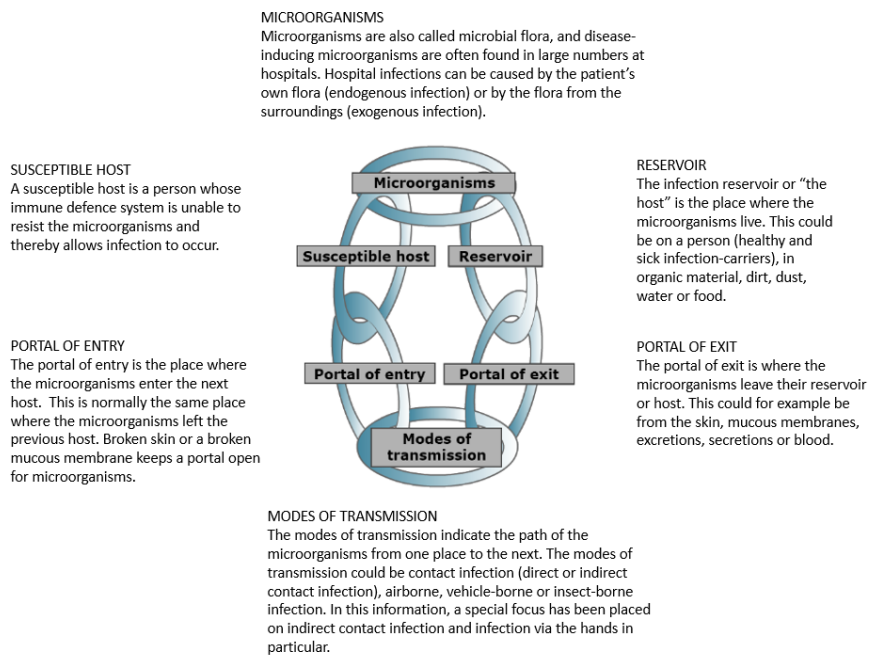 MICROORGANISMS
Microorganisms are also called microbial flora, and disease-
inducing microorganisms are often found in large numbers at
hospitals. Hospital infections can be caused by the patient’s
own flora (endogenous infection) or by the flora from the
surroundings (exogenous infection).
SUSCEPTIBLE HOST
A susceptible host is a person whose
immune defence system is unable to
resist the microorganisms and
thereby allows infection to occur.
Microorganisms
Susceptible host
Reservoir
RESERVOIR
The infection reservoir or “the
host” is the place where the
microorganisms live. This could
be on a person (healthy and
sick infection-carriers), in
organic material, dirt, dust,
water or food.
PORTAL OF ENTRY
The portal of entry is the place where
the microorganisms enter the next
host.  This is normally the same place
where the microorganisms left the
previous host. Broken skin or a broken
mucous membrane keeps a portal open
for microorganisms.
Portal of entry
Portal of exit
Modes of
transmission
PORTAL OF EXIT
The portal of exit is where the
microorganisms leave their reservoir
or host. This could for example be
from the skin, mucous membranes,
excretions, secretions or blood.
MODES OF TRANSMISSION
The modes of transmission indicate the path of the
microorganisms from one place to the next. The modes of
transmission could be contact infection (direct or indirect
contact infection), airborne, vehicle-borne or insect-borne
infection. In this information, a special focus has been placed
on indirect contact infection and infection via the hands in
particular.